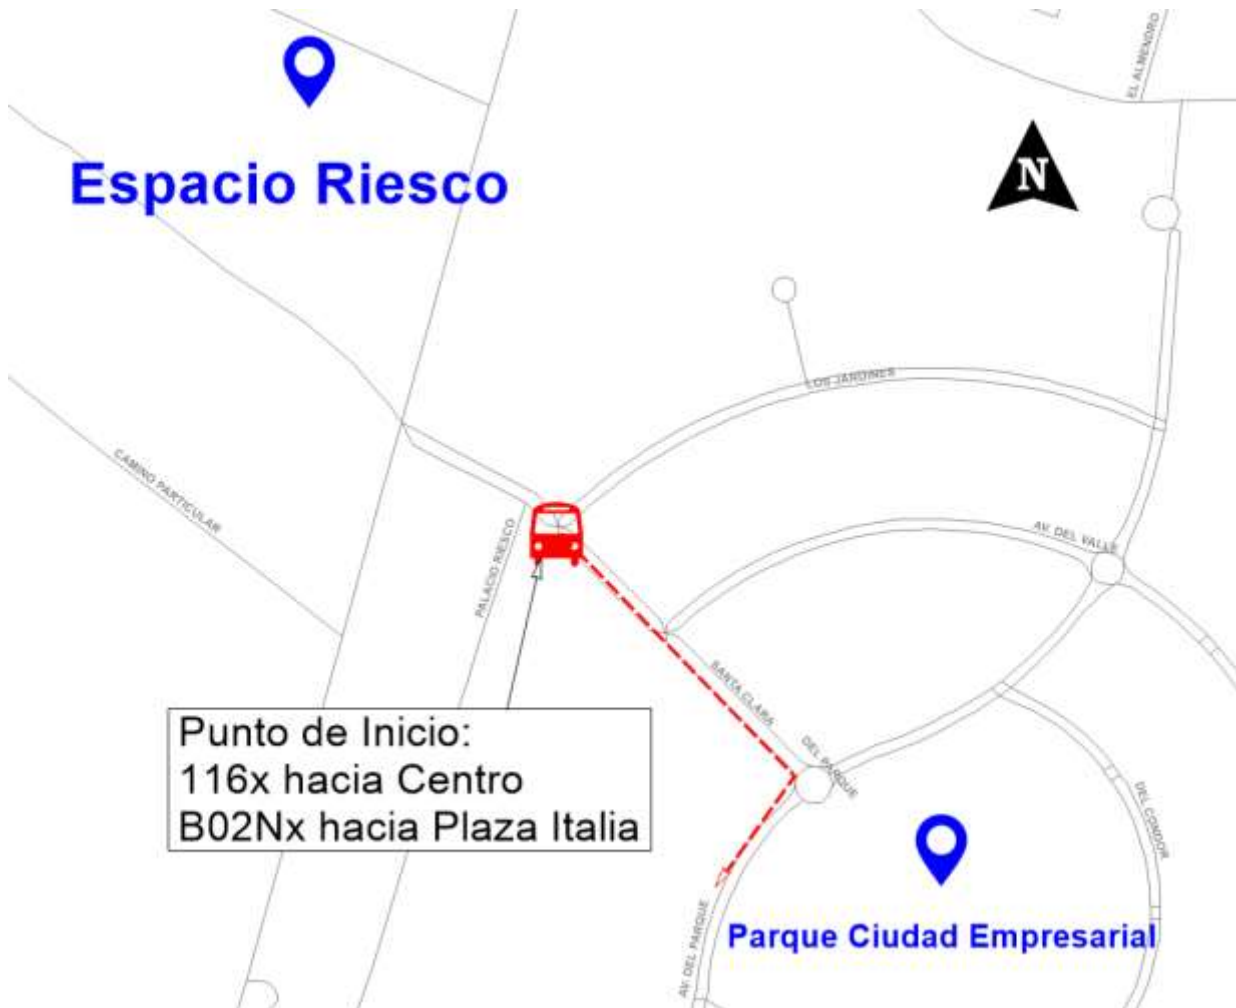 EL ALMENDRO
N
Espacio Riesco
LOS JARDINES
CAMINO PARTICULAR
PALACIO RIESCO
AV. DEL VALLE
SANTA CLARA
DEL PARQUE
Punto de Inicio:
116x hacia Centro
B02Nx hacia Plaza Italia
DEL CONDOR
AV. DEL PARQUE
Parque Ciudad Empresarial